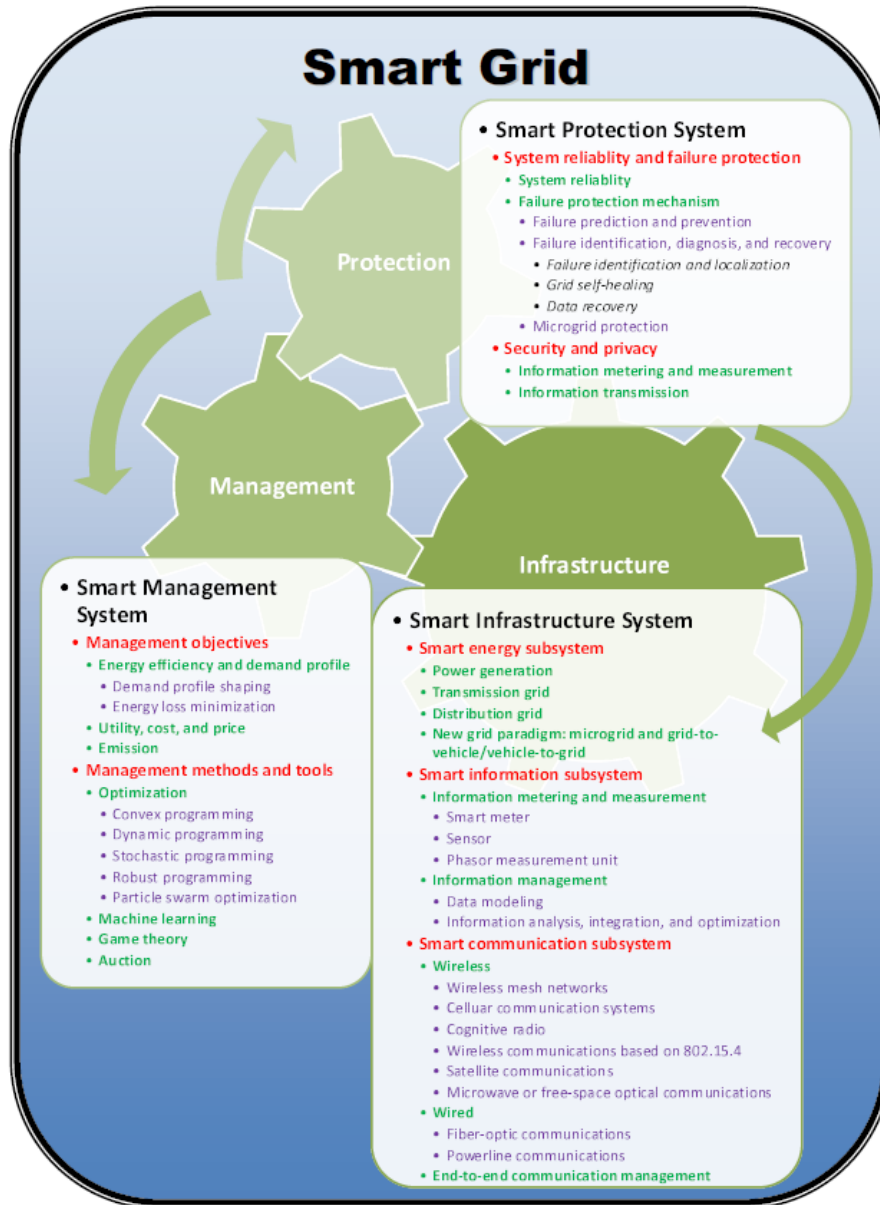 Smart Grid
Protection
• Smart Protection System
• System reliablity and failure protection
• System reliablity
• Failure protection mechanism
• Failure prediction and prevention
• Failure identification, diagnosis, and recovery
• Failure identification and localization
• Grid self-healing
• Data recovery
• Microgrid protection
• Security and privacy
• Information metering and measurement
• Information transmission
Management
• Smart Management
System
• Management objectives
• Energy efficiency and demand profile
• Demand profile shaping
• Energy loss minimization
• Utility, cost, and price
• Emission
• Management methods and tools
• Optimization
• Convex programming
• Dynamic programming
• Stochastic programming
• Robust programming
• Particle swarm optimization
• Machine learning
• Game theory
• Auction
Infrastructure
• Smart Infrastructure System
• Smart energy subsystem
• Power generation
• Transmission grid
• Distribution grid
• New grid paradigm: microgrid and grid-to-
vehicle/vehicle-to-grid
• Smart information subsystem
• Information metering and measurement
• Smart meter
• Sensor
• Phasor measurement unit
• Information management
• Data modeling
• Information analysis, integration, and optimization
• Smart communication subsystem
• Wireless
• Wireless mesh networks
• Celluar communication systems
• Cognitive radio
• Wireless communications based on 802.15.4
• Satellite communications
• Microwave or free-space optical communications
• Wired
• Fiber-optic communications
• Powerline communications
• End-to-end communication management